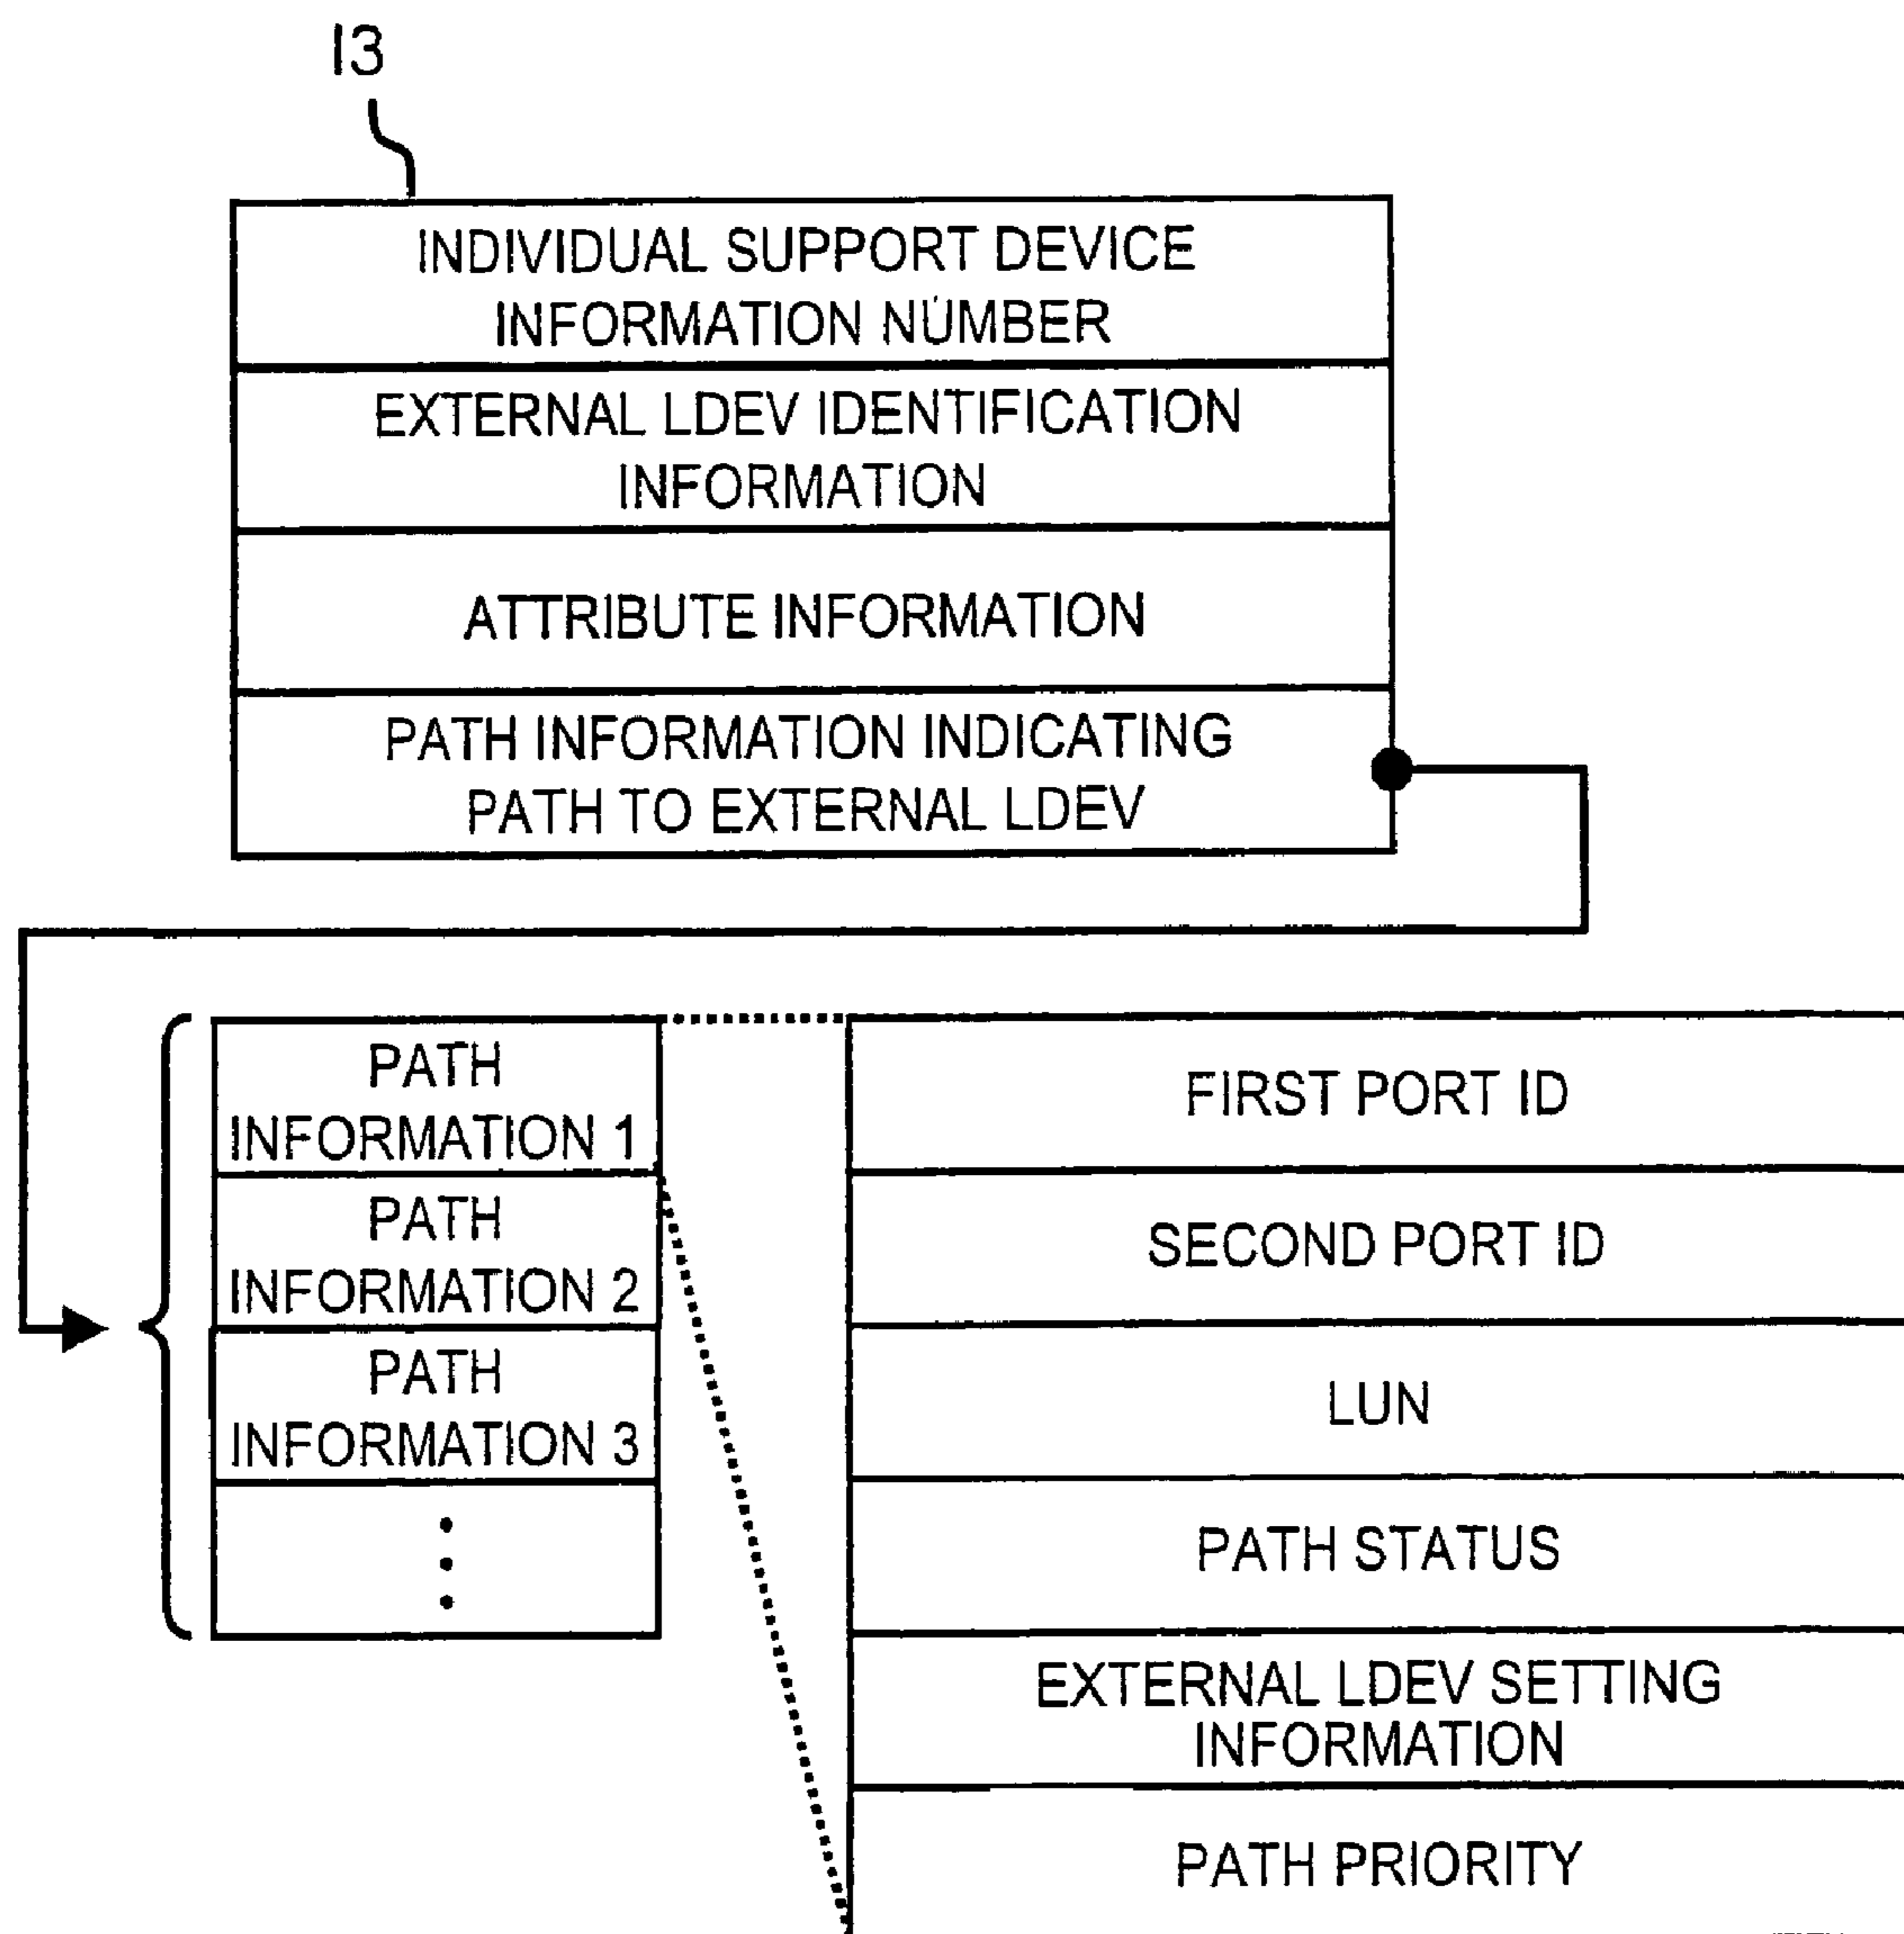 I3
INDIVIDUAL SUPPORT DEVICE
INFORMATION NUMBER
EXTERNAL LDEV IDENTIFICATION
INFORMATION
ATTRIBUTE INFORMATION
PATH INFORMATION INDICATING
PATH TO EXTERNAL LDEV
PATH
INFORMATION 1
PATH
INFORMATION 2
PATH
INFORMATION 3
FIRST PORT ID
SECOND PORT ID
LUN
PATH STATUS
EXTERNAL LDEV SETTING
INFORMATION
PATH PRIORITY